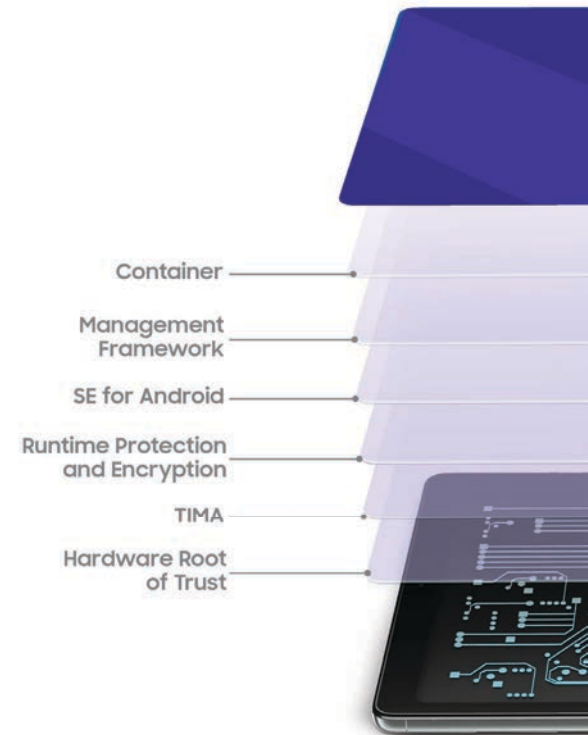 Container
Management
Framework
SE for Android
Runtime Protection
and Encryption
TIMA
Hardware Root
of Trust